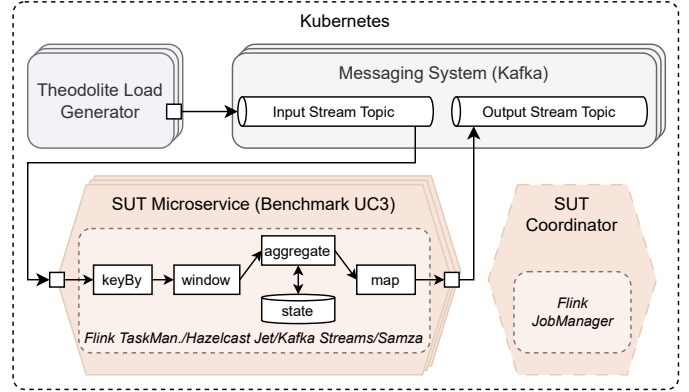 Kubernetes
Theodolite Load
Generator
Messaging System (Kafka)
Input Stream Topic
Output Stream Topic
SUT Microservice (Benchmark UC3)
keyBy
window
aggregate
state
map
Flink TaskMan./Hazelcast Jet/Kafka Streams/Samza
SUT
Coordinator
Flink
JobManager